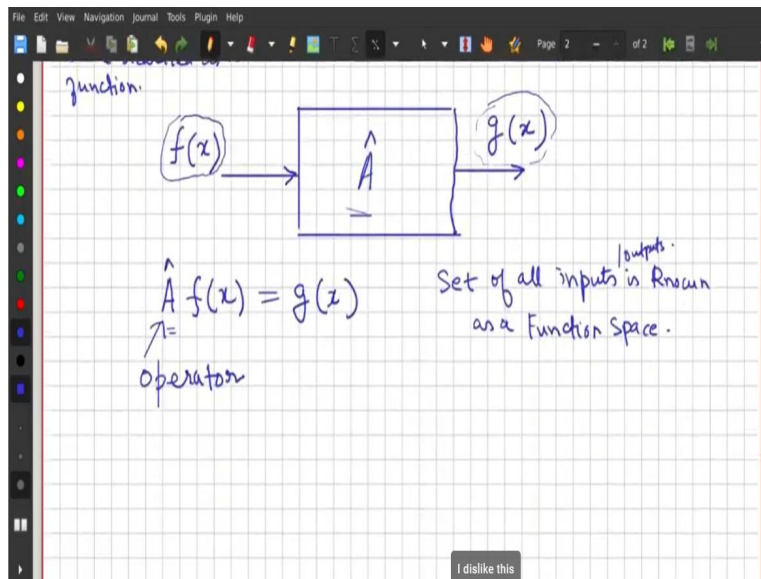 File Edit View Navigation Journal Tools Plugin Help
Page 2 of 2
function.
f(x)
Â
g(x)
Â f(x) = g(x)
operator
/outputs.
Set of all inputs is Known
as a Function Space.
I dislike this